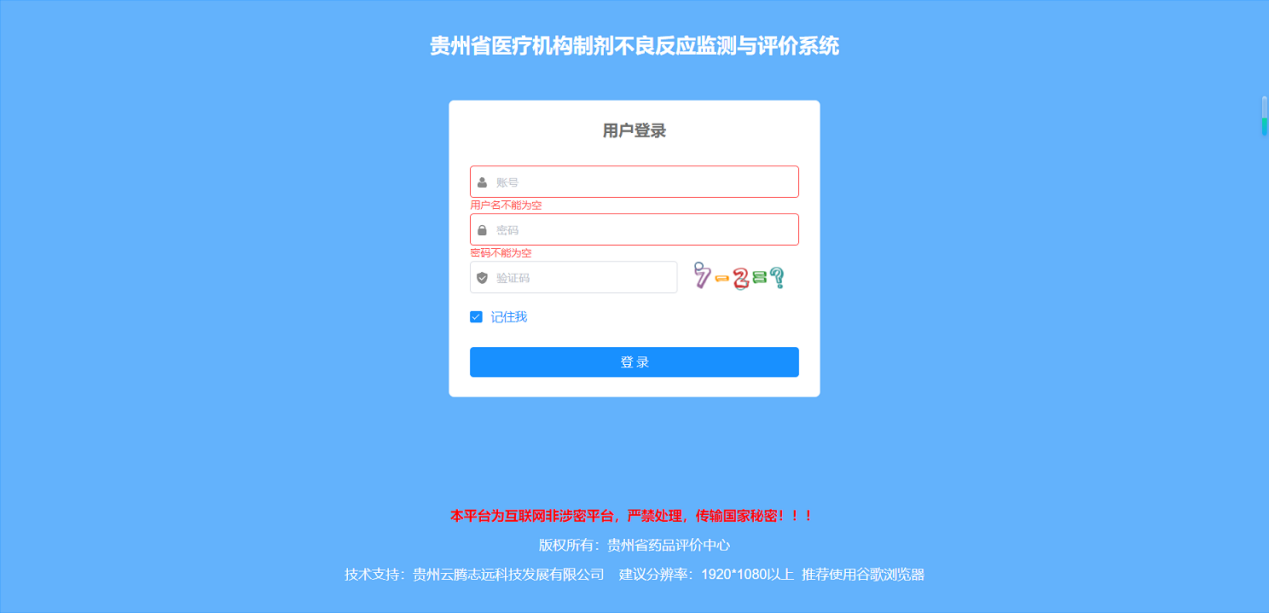 贵州省医疗机构制剂不良反应监测与评价系统
用户登录
账号
用户名不能为空
密码
密码不能为空
验证码
7-2=?
记住我
登 录
本平台为互联网非涉密平台，严禁处理，传输国家秘密！！！
版权所有：贵州省药品评价中心
技术支持：贵州云腾志远科技发展有限公司 建议分辨率：1920*1080以上 推荐使用谷歌浏览器